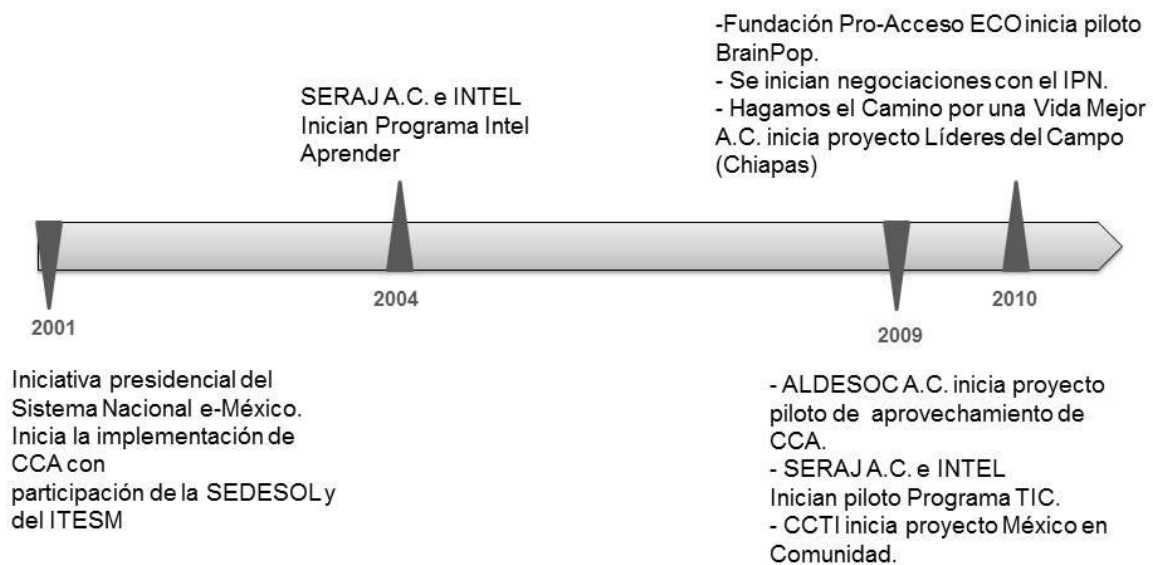 -Fundación Pro-Acceso ECO inicia piloto
BrainPop.
- Se inician negociaciones con el IPN.
- Hagamos el Camino por una Vida Mejor
A.C. inicia proyecto Líderes del Campo
(Chiapas)
SERAJ A.C. e INTEL
Inician Programa Intel
Aprender
2001
2004
2009
2010
Iniciativa presidencial del
Sistema Nacional e-México.
Inicia la implementación de
CCA con
participación de la SEDESOL y
del ITESM
- ALDESOC A.C. inicia proyecto
piloto de aprovechamiento de
CCA.
- SERAJ A.C. e INTEL
Inician piloto Programa TIC.
- CCTI inicia proyecto México en
Comunidad.